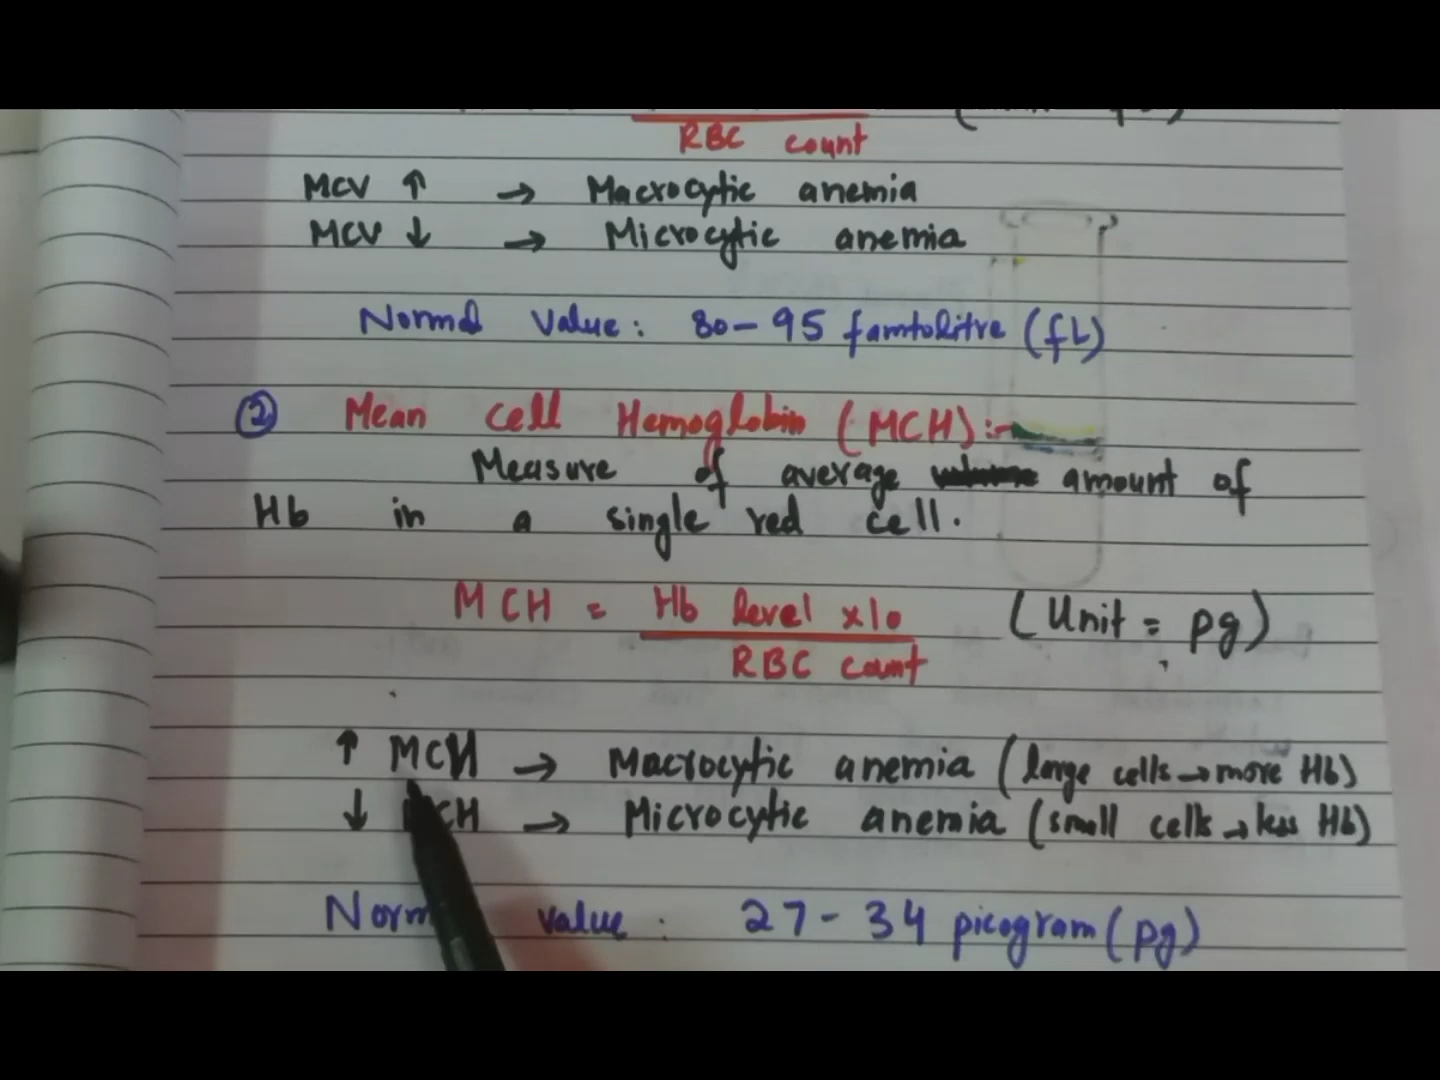 RBC count
MCV ↑ → Macrocytic anemia
MCV ↓ → Microcytic anemia
Normal Value: 80-95 famtolitre (fL)
② Mean cell Hemoglobin (MCH):-
Measure of average amount of
Hb in a single red cell.
MCH = Hb level x10 (Unit = pg)
RBC count
↑ MCH → Macrocytic anemia (large cells → more Hb)
↓ MCH → Microcytic anemia (small cells → less Hb)
Norm value: 27-34 picogram (pg)